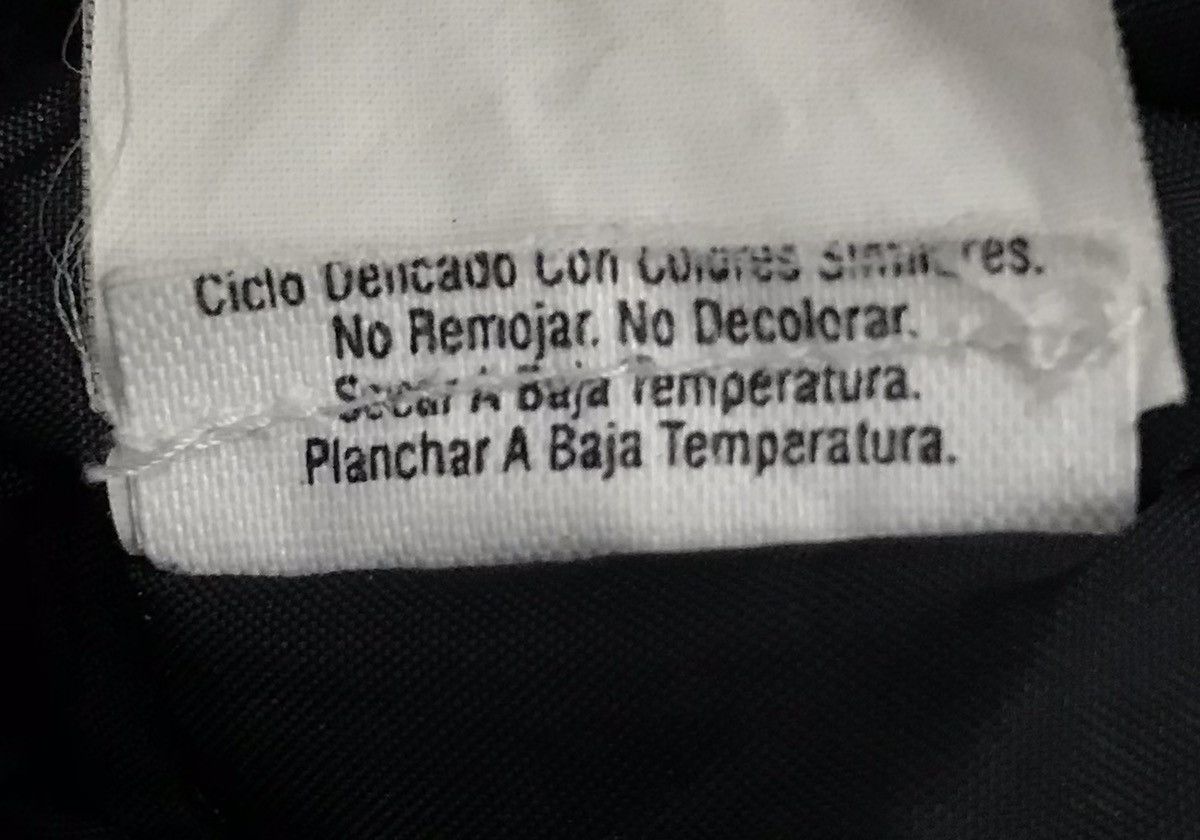 Ciclo Delicado Con Colores Similares.
No Remojar. No Decolorar.
Secar A Baja Temperatura.
Planchar A Baja Temperatura.